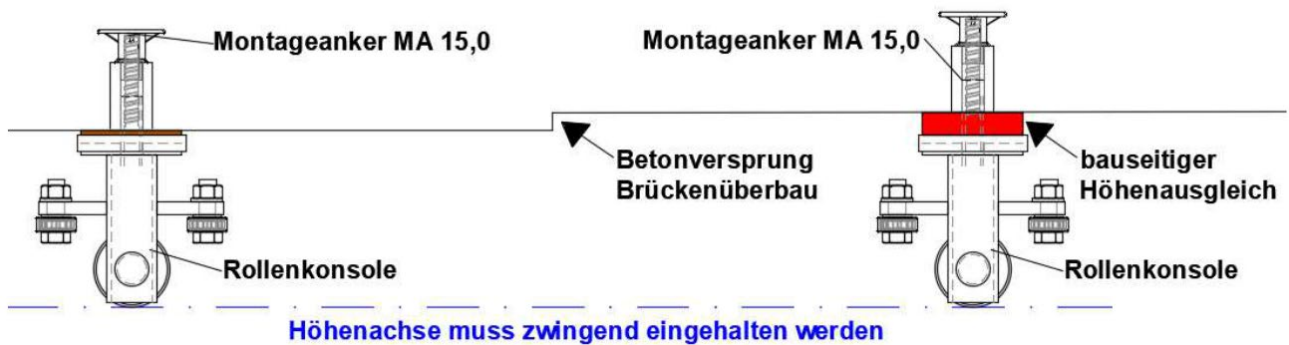 Montageanker MA 15,0
Montageanker MA 15,0
Betonversprung
Brückenüberbau
bauseitiger
Höhenausgleich
Rollenkonsole
Rollenkonsole
Höhenachse muss zwingend eingehalten werden